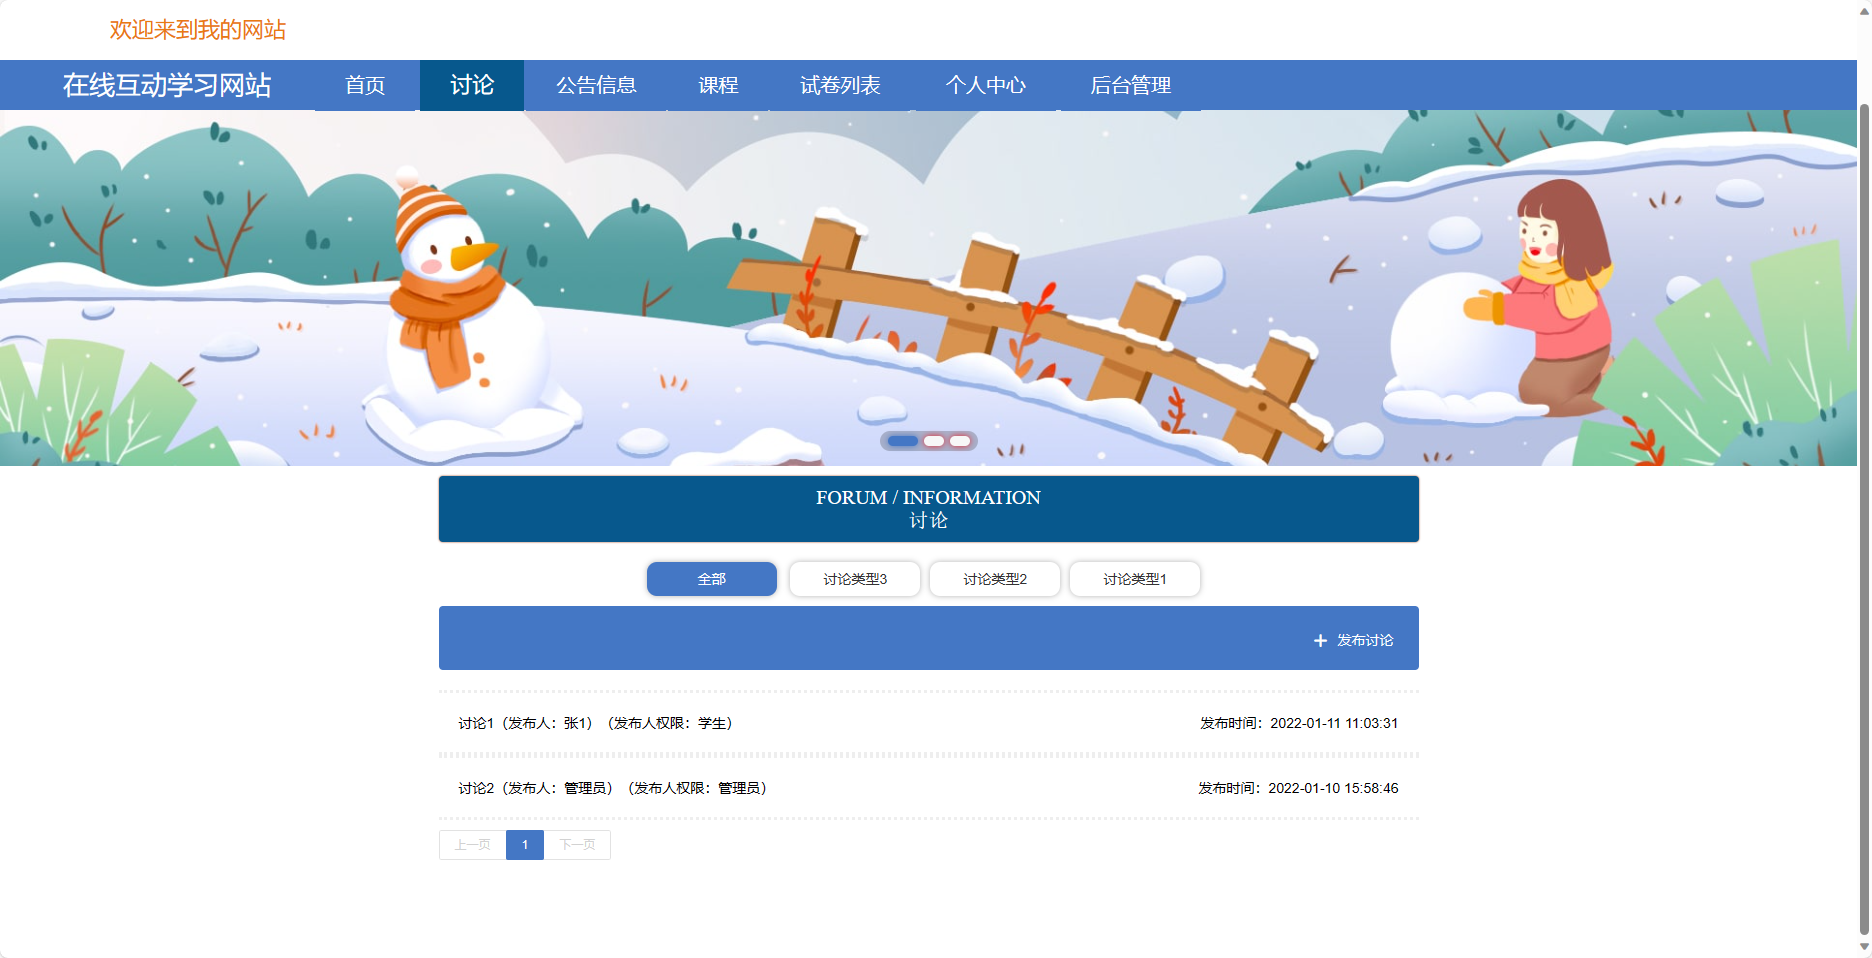 欢迎来到我的网站
在线互动学习网站 首页 讨论 公告信息 课程 试卷列表 个人中心 后台管理
FORUM / INFORMATION
讨论
全部 讨论类型3 讨论类型2 讨论类型1
发布讨论
讨论1（发布人：张1）（发布人权限：学生） 发布时间：2022-01-11 11:03:31
讨论2（发布人：管理员）（发布人权限：管理员） 发布时间：2022-01-10 15:58:46
上一页 1 下一页